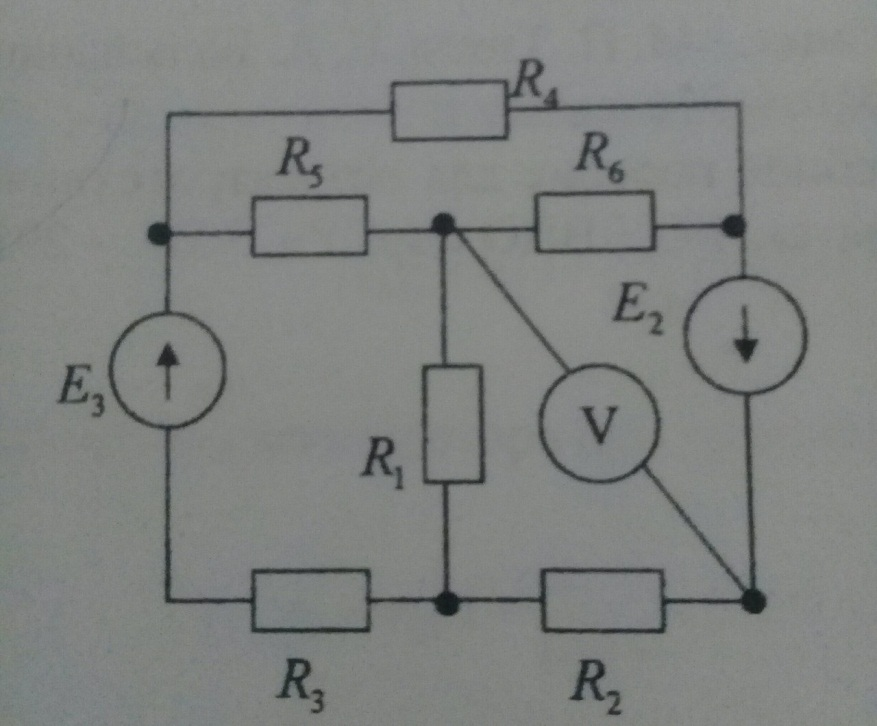 R₄
R₅ R₆
E₂
E₃
V
R₁
R₃ R₂